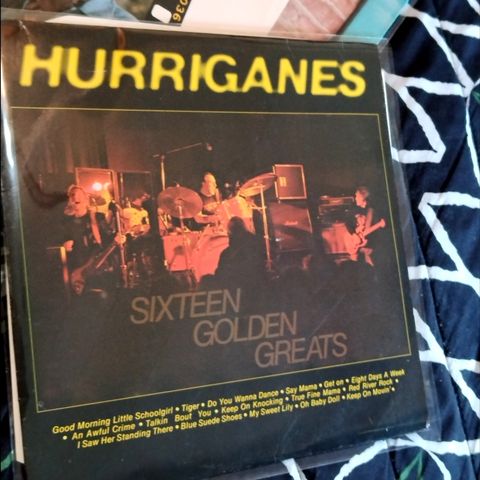 036
HURRIGANES
SIXTEEN
GOLDEN
GREATS
Good Morning Little Schoolgirl • Tiger • Do You Wanna Dance • Say Mama • Get on • Eight Days A Week
• An Awful Crime • Talkin Bout You • Keep On Knocking • True Fine Mama • Red River Rock •
I Saw Her Standing There • Blue Suede Shoes • My Sweet Lily • Oh Baby Doll • Keep On Movin'